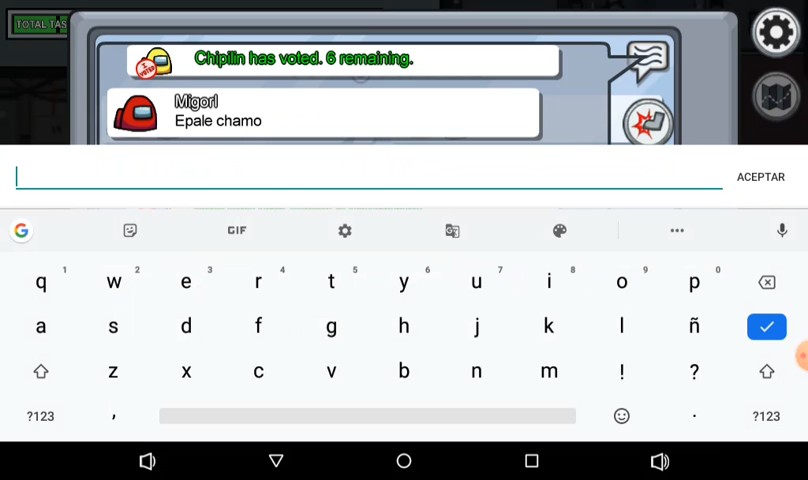 TOTAL TAS
Chipilin has voted. 6 remaining.
I VOTED
Migorl
Epale chamo
ACEPTAR
G
GIF
q 1 w 2 e 3 r 4 t 5 y 6 u 7 i 8 o 9 p 0
a s d f g h j k l ñ
z x c v b n m ! ?
?123 , . ?123